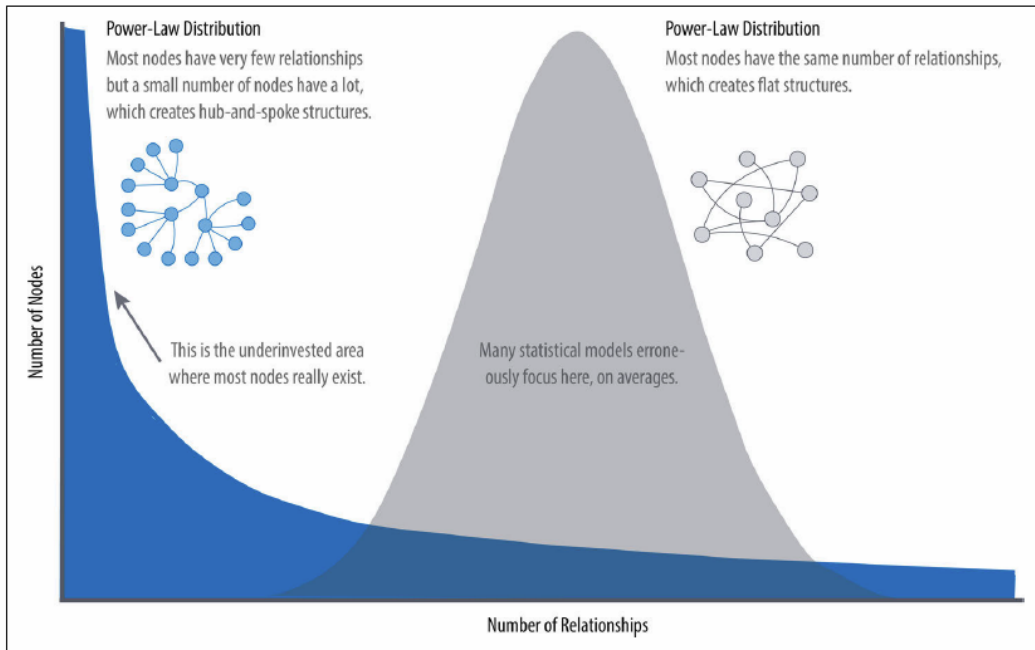 Power-Law Distribution
Most nodes have very few relationships
but a small number of nodes have a lot,
which creates hub-and-spoke structures.
Power-Law Distribution
Most nodes have the same number of relationships,
which creates flat structures.
This is the underinvested area
where most nodes really exist.
Many statistical models errone-
ously focus here, on averages.
Number of Nodes
Number of Relationships